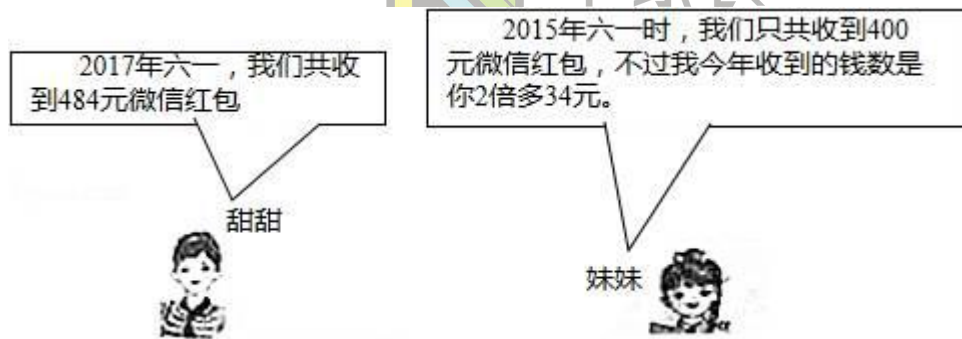 2017年六一，我们共收
到484元微信红包
甜甜
2015年六一时，我们只共收到400
元微信红包，不过我今年收到的钱数是
你2倍多34元。
妹妹